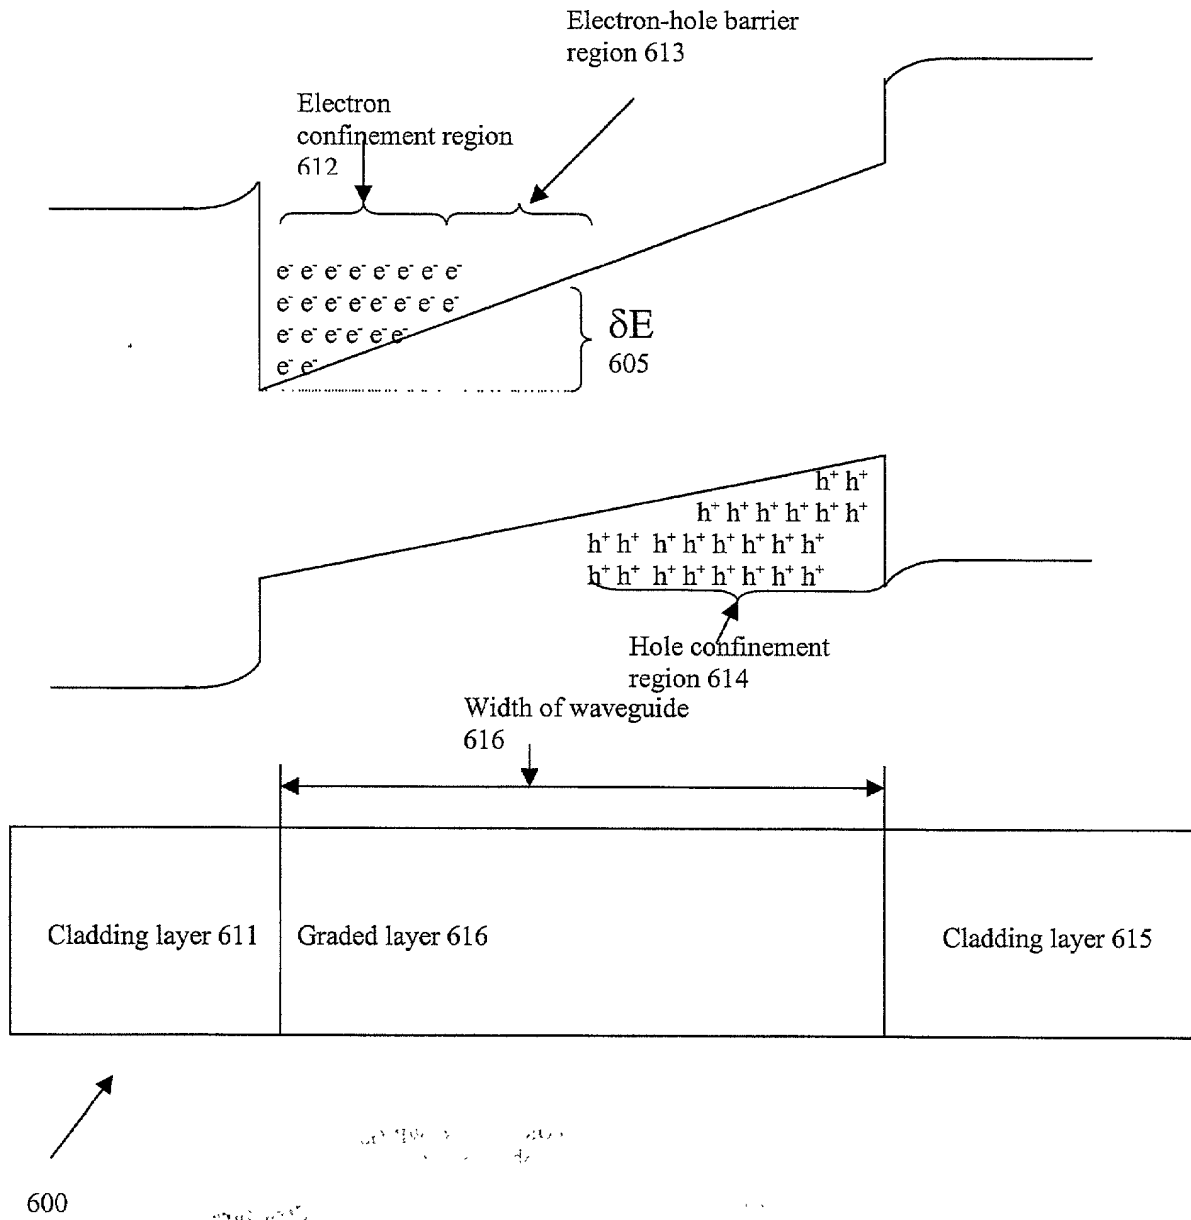 Electron-hole barrier
region 613
Electron
confinement region
612
e⁻ e⁻ e⁻ e⁻ e⁻ e⁻ e⁻ e⁻
e⁻ e⁻ e⁻ e⁻ e⁻ e⁻ e⁻ e⁻
e⁻ e⁻ e⁻ e⁻ e⁻ e⁻
e⁻ e⁻
δE
605
h⁺ h⁺
h⁺ h⁺ h⁺ h⁺ h⁺ h⁺
h⁺ h⁺ h⁺ h⁺ h⁺ h⁺ h⁺ h⁺
h⁺ h⁺ h⁺ h⁺ h⁺ h⁺ h⁺ h⁺
Hole confinement
region 614
Width of waveguide
616
Cladding layer 611
Graded layer 616
Cladding layer 615
600